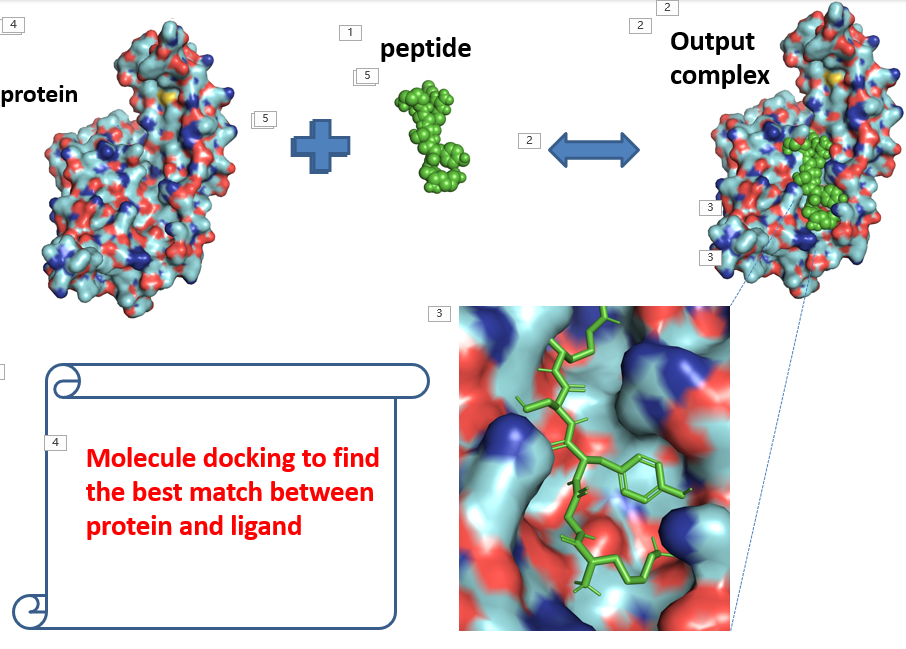 4
1
2
2
peptide
Output
complex
5
protein
5
2
3
3
3
4
Molecule docking to find
the best match between
protein and ligand